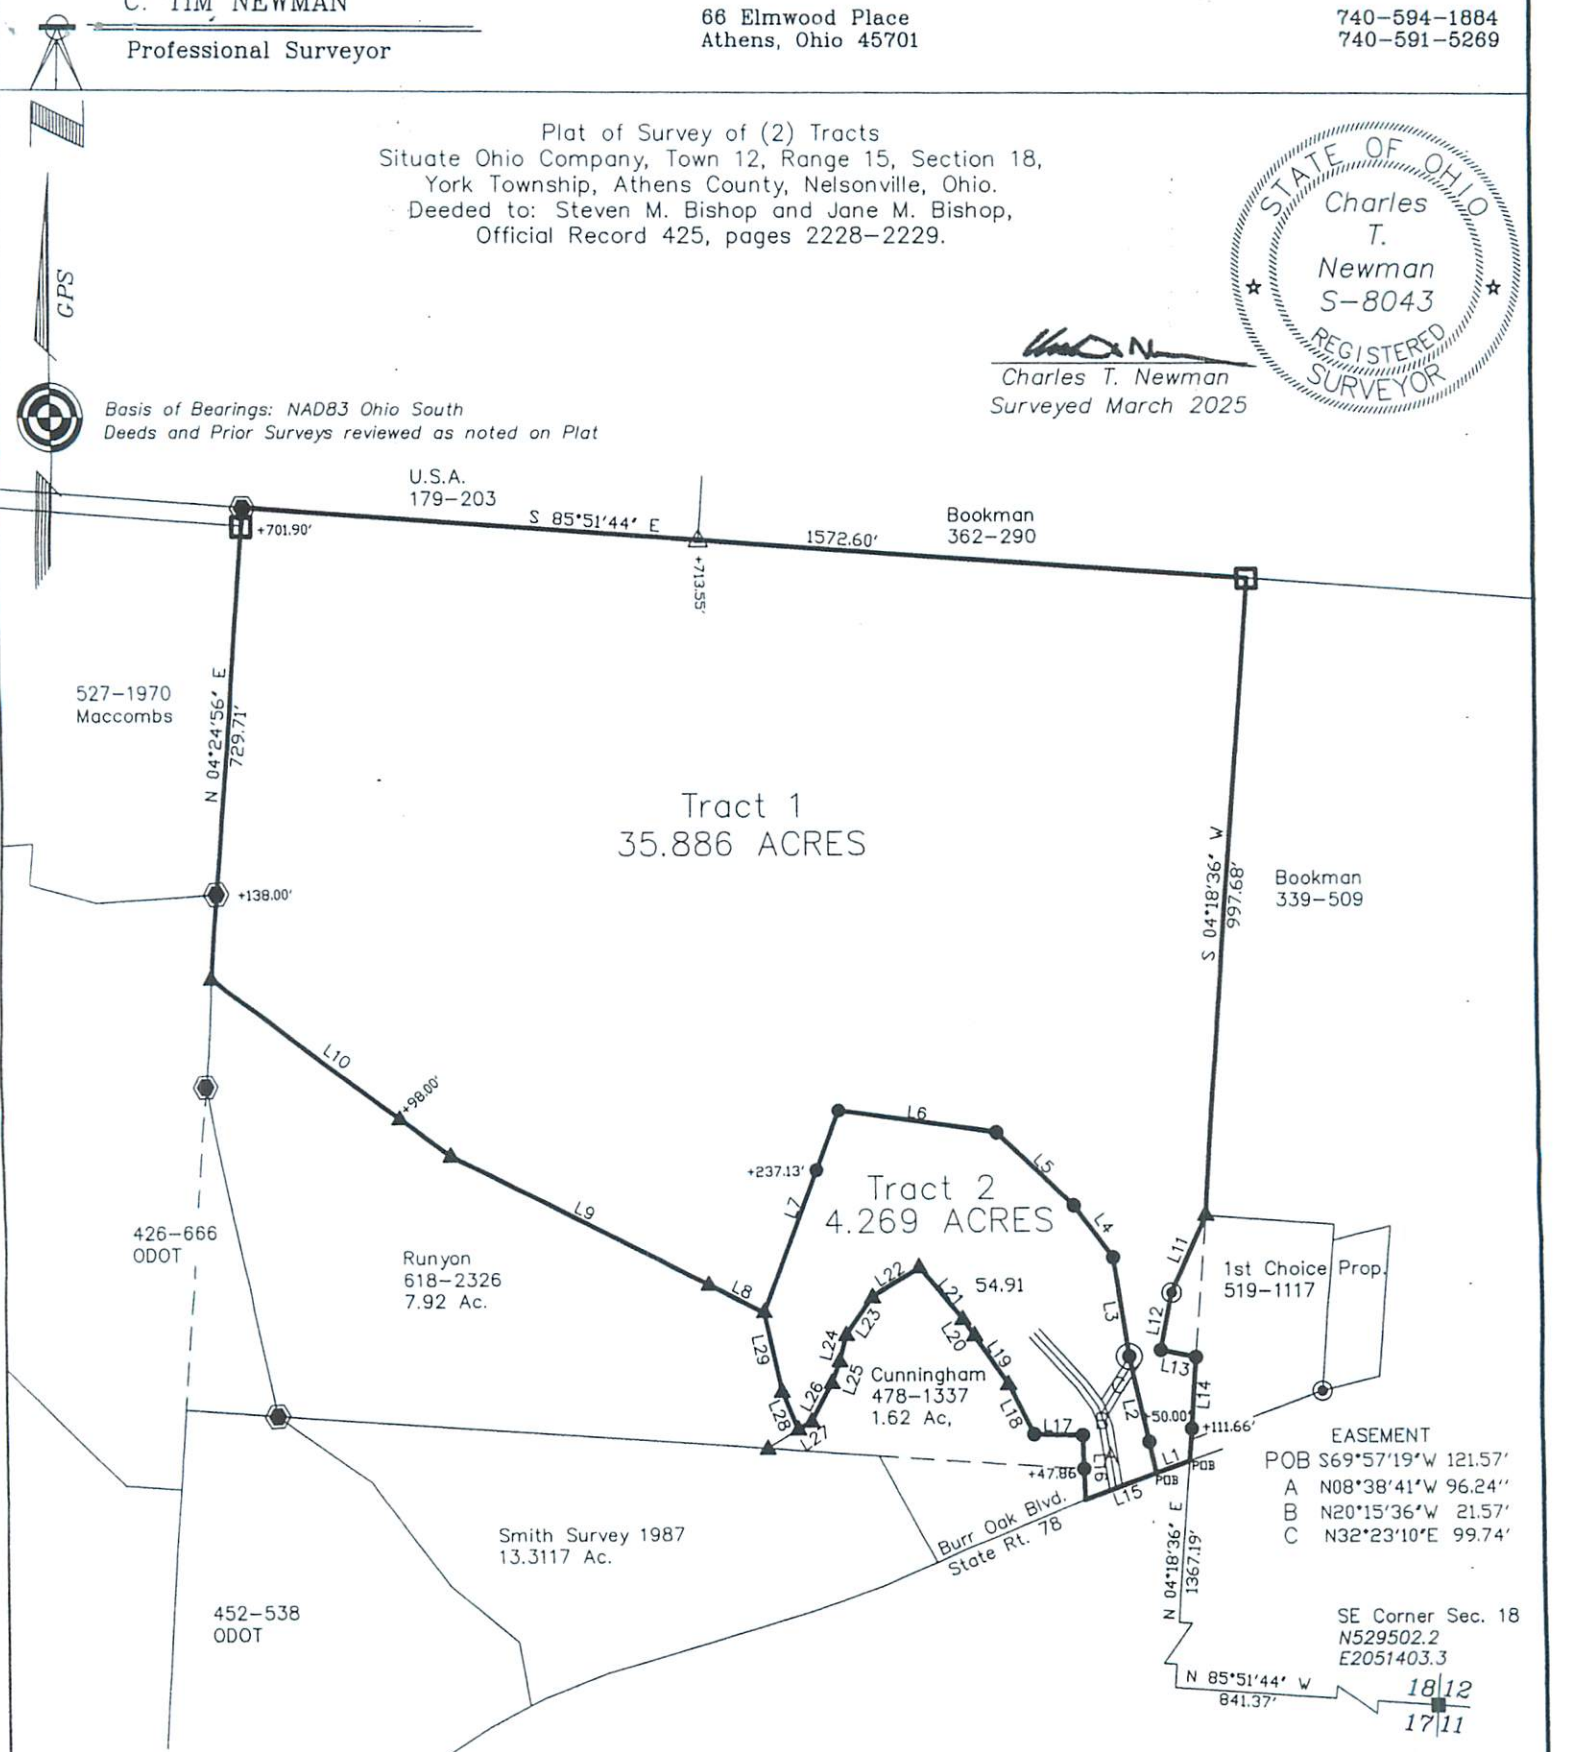 C. TIM NEWMAN
Professional Surveyor
66 Elmwood Place
Athens, Ohio 45701
740-594-1884
740-591-5269
Plat of Survey of (2) Tracts
Situate Ohio Company, Town 12, Range 15, Section 18,
York Township, Athens County, Nelsonville, Ohio.
Deeded to: Steven M. Bishop and Jane M. Bishop,
Official Record 425, pages 2228-2229.
STATE OF OHIO
Charles
T.
Newman
S-8043
REGISTERED
SURVEYOR
GPS
Charles T. Newman
Surveyed March 2025
Basis of Bearings: NAD83 Ohio South
Deeds and Prior Surveys reviewed as noted on Plat
U.S.A.
179-203
S 85°51'44" E
1572.60'
Bookman
362-290
+701.90'
+713.55'
527-1970
Maccombs
N 04°24'56" E
729.71'
Tract 1
35.886 ACRES
S 04°18'36" W
997.68'
Bookman
339-509
+138.00'
L10
+98.00'
L9
L8
L7
+237.13'
L6
L5
L4
L3
Tract 2
4.269 ACRES
54.91
L11
L12
L13
L14
1st Choice Prop.
519-1117
426-666
ODOT
Runyon
618-2326
7.92 Ac.
L29
L28
L27
L26
L25
L24
L23
L22
L21
L20
L19
L18
L17
L16
L15
Cunningham
478-1337
1.62 Ac,
C
B
A
L2
50.00'
L1
+111.66'
POB
POB
+47.86
EASEMENT
POB S69°57'19"W 121.57'
A N08°38'41"W 96.24''
B N20°15'36"W 21.57'
C N32°23'10"E 99.74'
Burr Oak Blvd.
State Rt. 78
Smith Survey 1987
13.3117 Ac.
N 04°18'36" E
1367.19'
452-538
ODOT
SE Corner Sec. 18
N529502.2
E2051403.3
N 85°51'44" W
841.37'
18|12
17|11